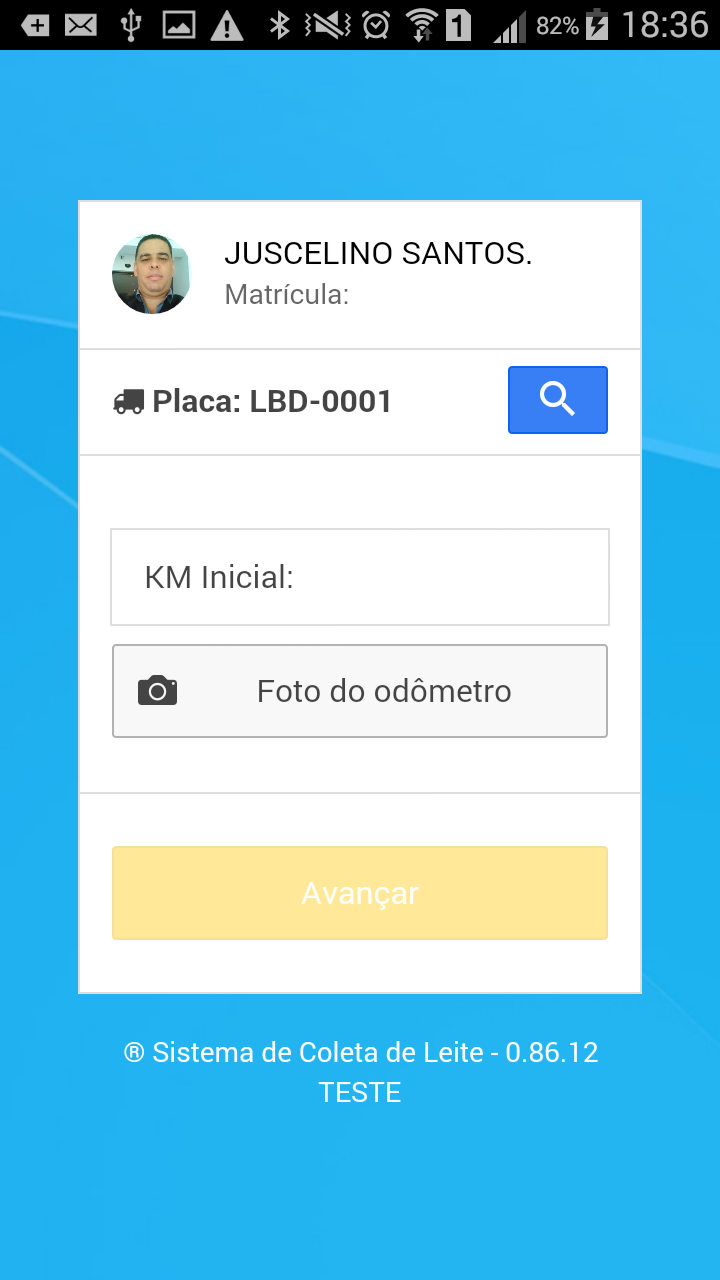 1 82% 18:36
JUSCELINO SANTOS.
Matrícula:
Placa: LBD-0001
KM Inicial:
Foto do odômetro
Avançar
® Sistema de Coleta de Leite - 0.86.12
TESTE